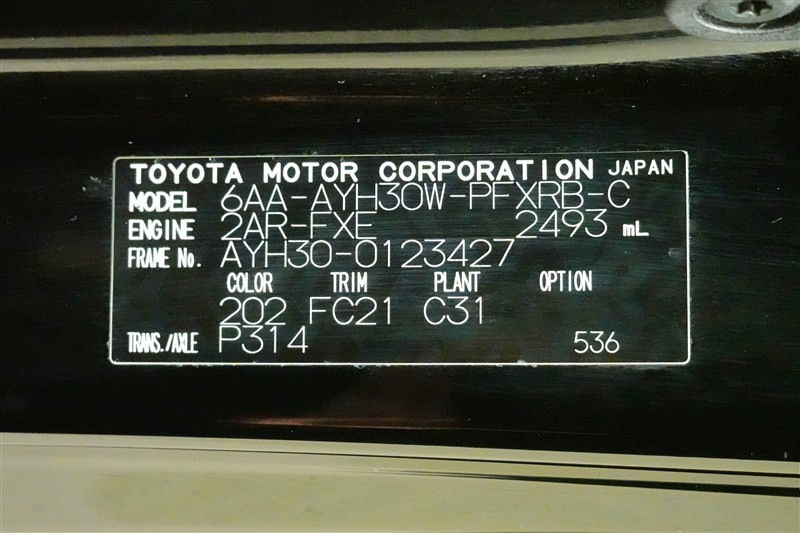 TOYOTA MOTOR CORPORATION JAPAN
MODEL 6AA-AYH30W-PFXRB-C
ENGINE 2AR-FXE 2493 mL
FRAME No. AYH30-0123427
COLOR TRIM PLANT OPTION
202 FC21 C31
TRANS./AXLE P314 536